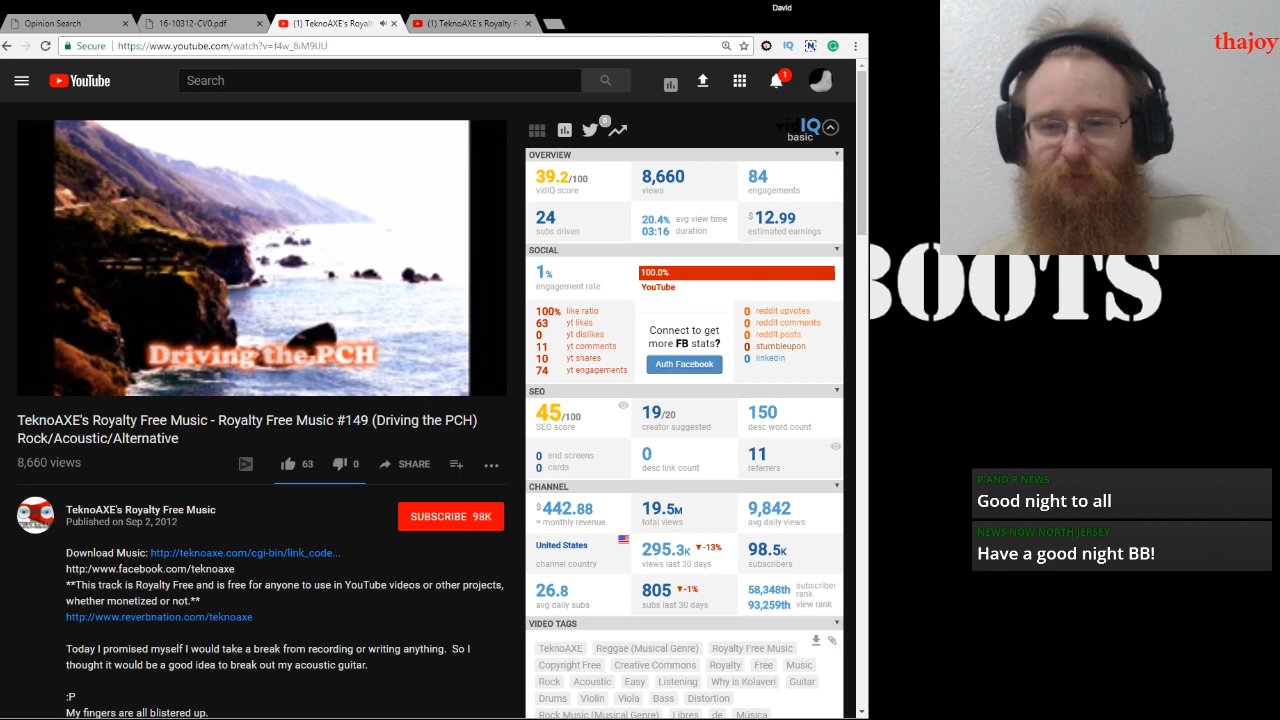 David
Opinion Search
16-10312-CV0.pdf
(1) TeknoAXE's Royalt
(1) TeknoAXE's Royalty F
Secure
https://www.youtube.com/watch?v=f4w_8iM9IJU
thajoy
YouTube
Search
1
0
vidIQ
basic
OVERVIEW
39.2/100
vidIQ score
8,660
views
84
engagements
24
subs driven
20.4% avg view time
03:16 duration
$12.99
estimated earnings
SOCIAL
1%
engagement rate
100.0%
YouTube
100% like ratio
63 yt likes
0 yt dislikes
11 yt comments
10 yt shares
74 yt engagements
Connect to get
more FB stats?
Auth Facebook
0 reddit upvotes
0 reddit comments
0 reddit posts
0 stumbleupon
0 linkedin
BOOTS
Driving the PCH
SEO
45/100
SEO score
19/20
creator suggested
150
desc word count
0 end screens
0 cards
0
desc link count
11
referrers
TeknoAXE's Royalty Free Music - Royalty Free Music #149 (Driving the PCH)
Rock/Acoustic/Alternative
8,660 views
63
0
SHARE
CHANNEL
$442.88
≈ monthly revenue
19.5M
total views
9,842
avg daily views
United States
channel country
295.3K -13%
views last 30 days
98.5K
subscribers
26.8
avg daily subs
805 -1%
subs last 30 days
58,348th subscriber rank
93,259th view rank
TeknoAXE's Royalty Free Music
Published on Sep 2, 2012
SUBSCRIBE 98K
Download Music: http://teknoaxe.com/cgi-bin/link_code...
http:/www.facebook.com/teknoaxe
**This track is Royalty Free and is free for anyone to use in YouTube videos or other projects,
whether monetized or not.**
http://www.reverbnation.com/teknoaxe
Today I promised myself I would take a break from recording or writing anything. So I
thought it would be a good idea to break out my acoustic guitar.
:P
My fingers are all blistered up.
VIDEO TAGS
TeknoAXE Reggae (Musical Genre) Royalty Free Music
Copyright Free Creative Commons Royalty Free Music
Rock Acoustic Easy Listening Why is Kolaveri Guitar
Drums Violin Viola Bass Distortion
Rock Music (Musical Genre) Libres de Música
P AND P NEWS
Good night to all
NEWS NOW NORTH JERSEY
Have a good night BB!